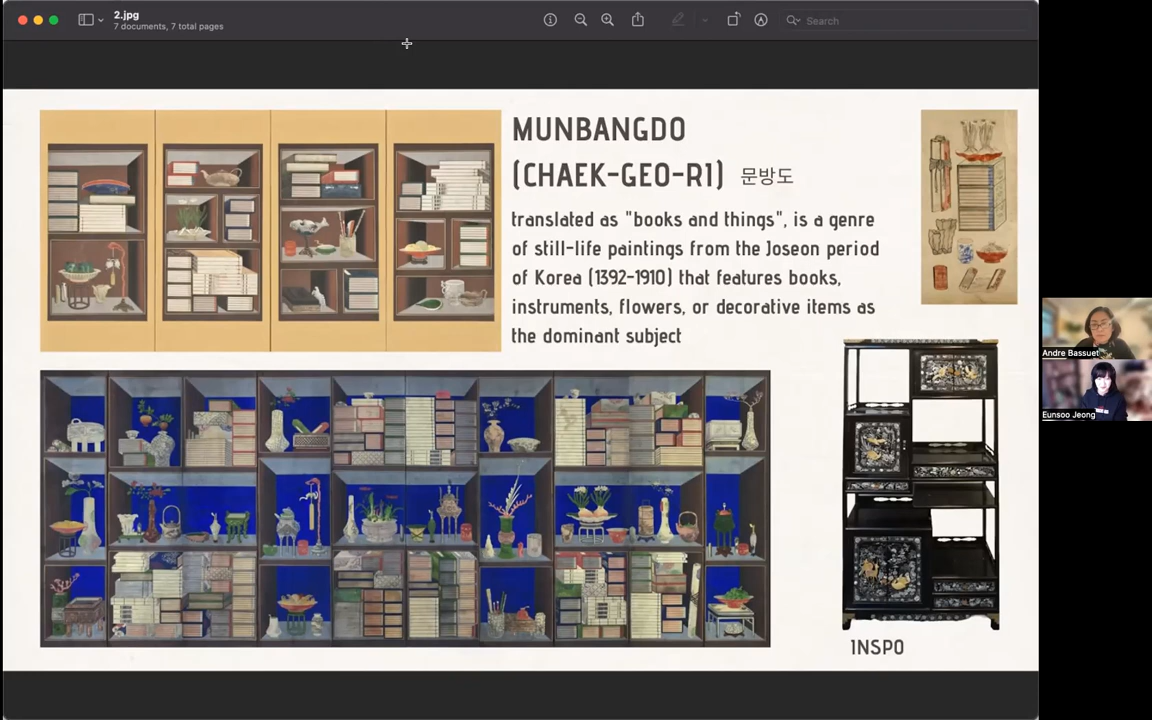 2.jpg
7 documents, 7 total pages
Search
MUNBANGDO
(CHAEK-GEO-RI) 문방도
translated as "books and things", is a genre
of still-life paintings from the Joseon period
of Korea (1392-1910) that features books,
instruments, flowers, or decorative items as
the dominant subject
INSPO
Andre Bassuet
Eunsoo Jeong